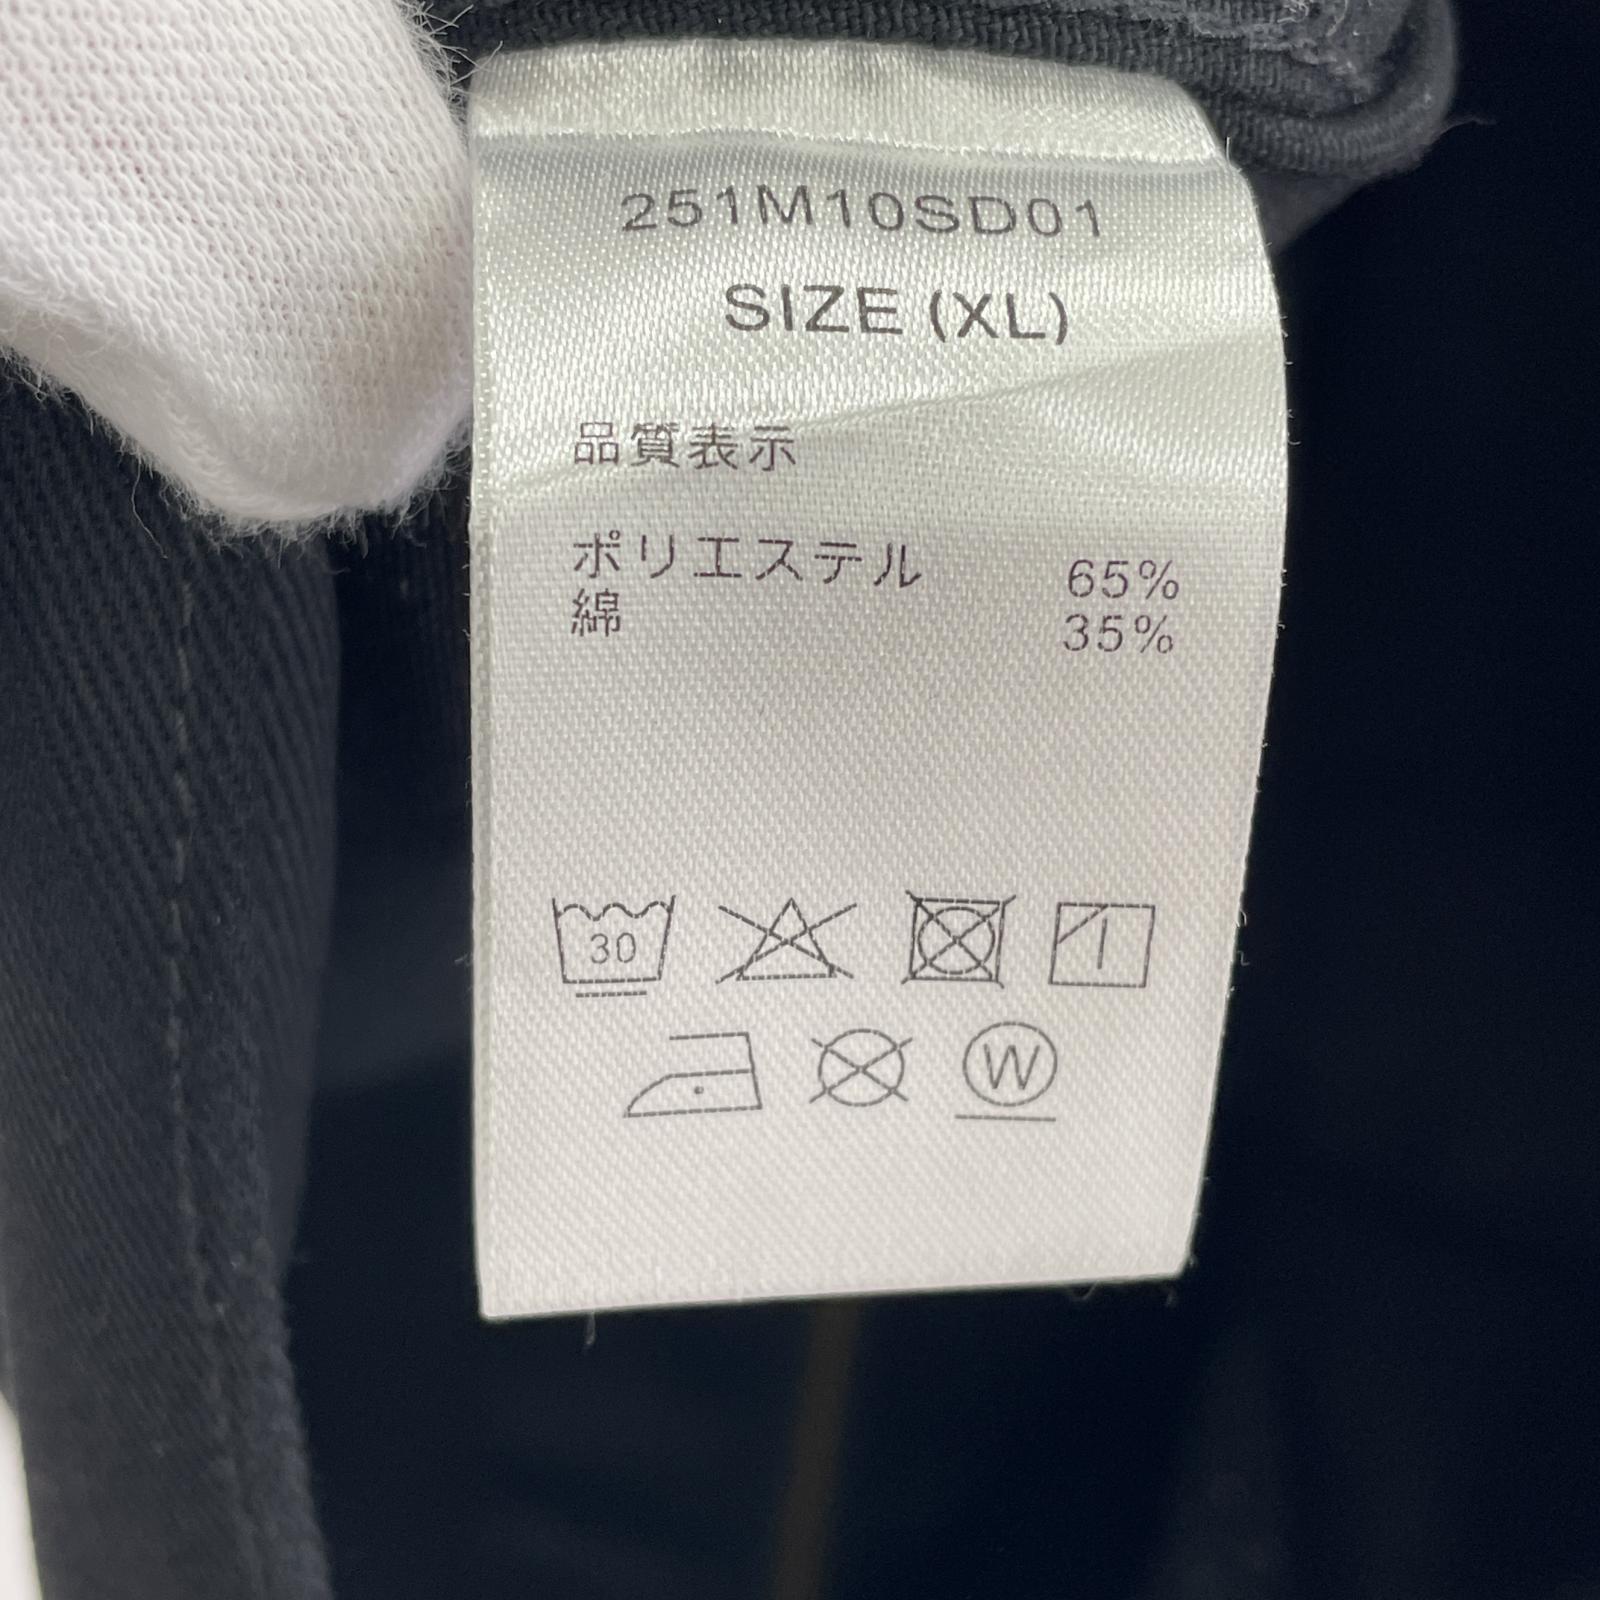 251M10SD01
SIZE (XL)
品質表示
ポリエステル 65%
綿 35%
30
W